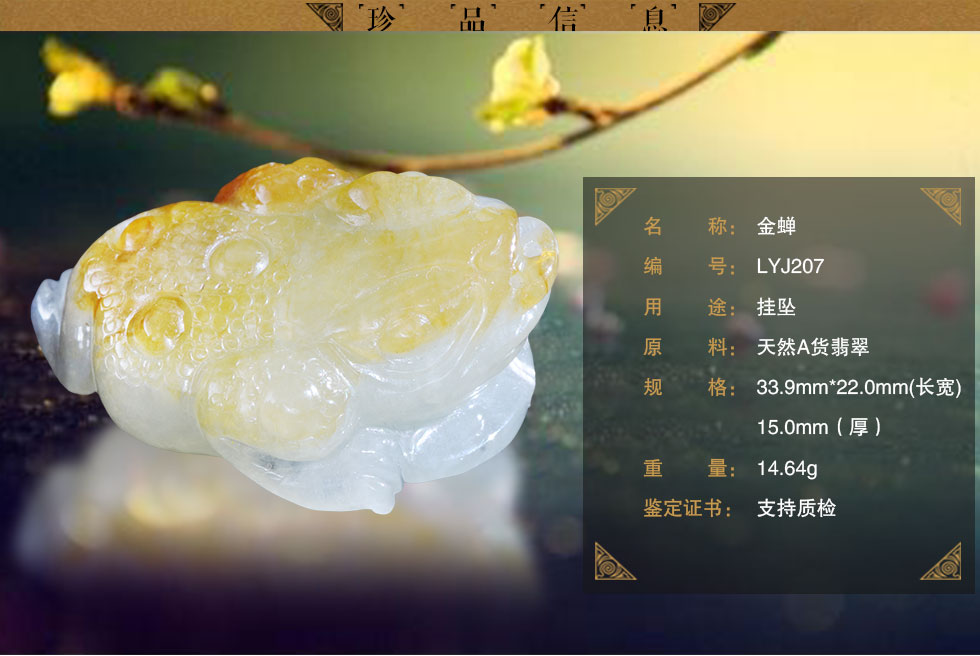 珍 品 信 息
名 称：金蝉
编 号：LYJ207
用 途：挂坠
原 料：天然A货翡翠
规 格：33.9mm*22.0mm(长宽)
15.0mm（厚）
重 量：14.64g
鉴定证书：支持质检